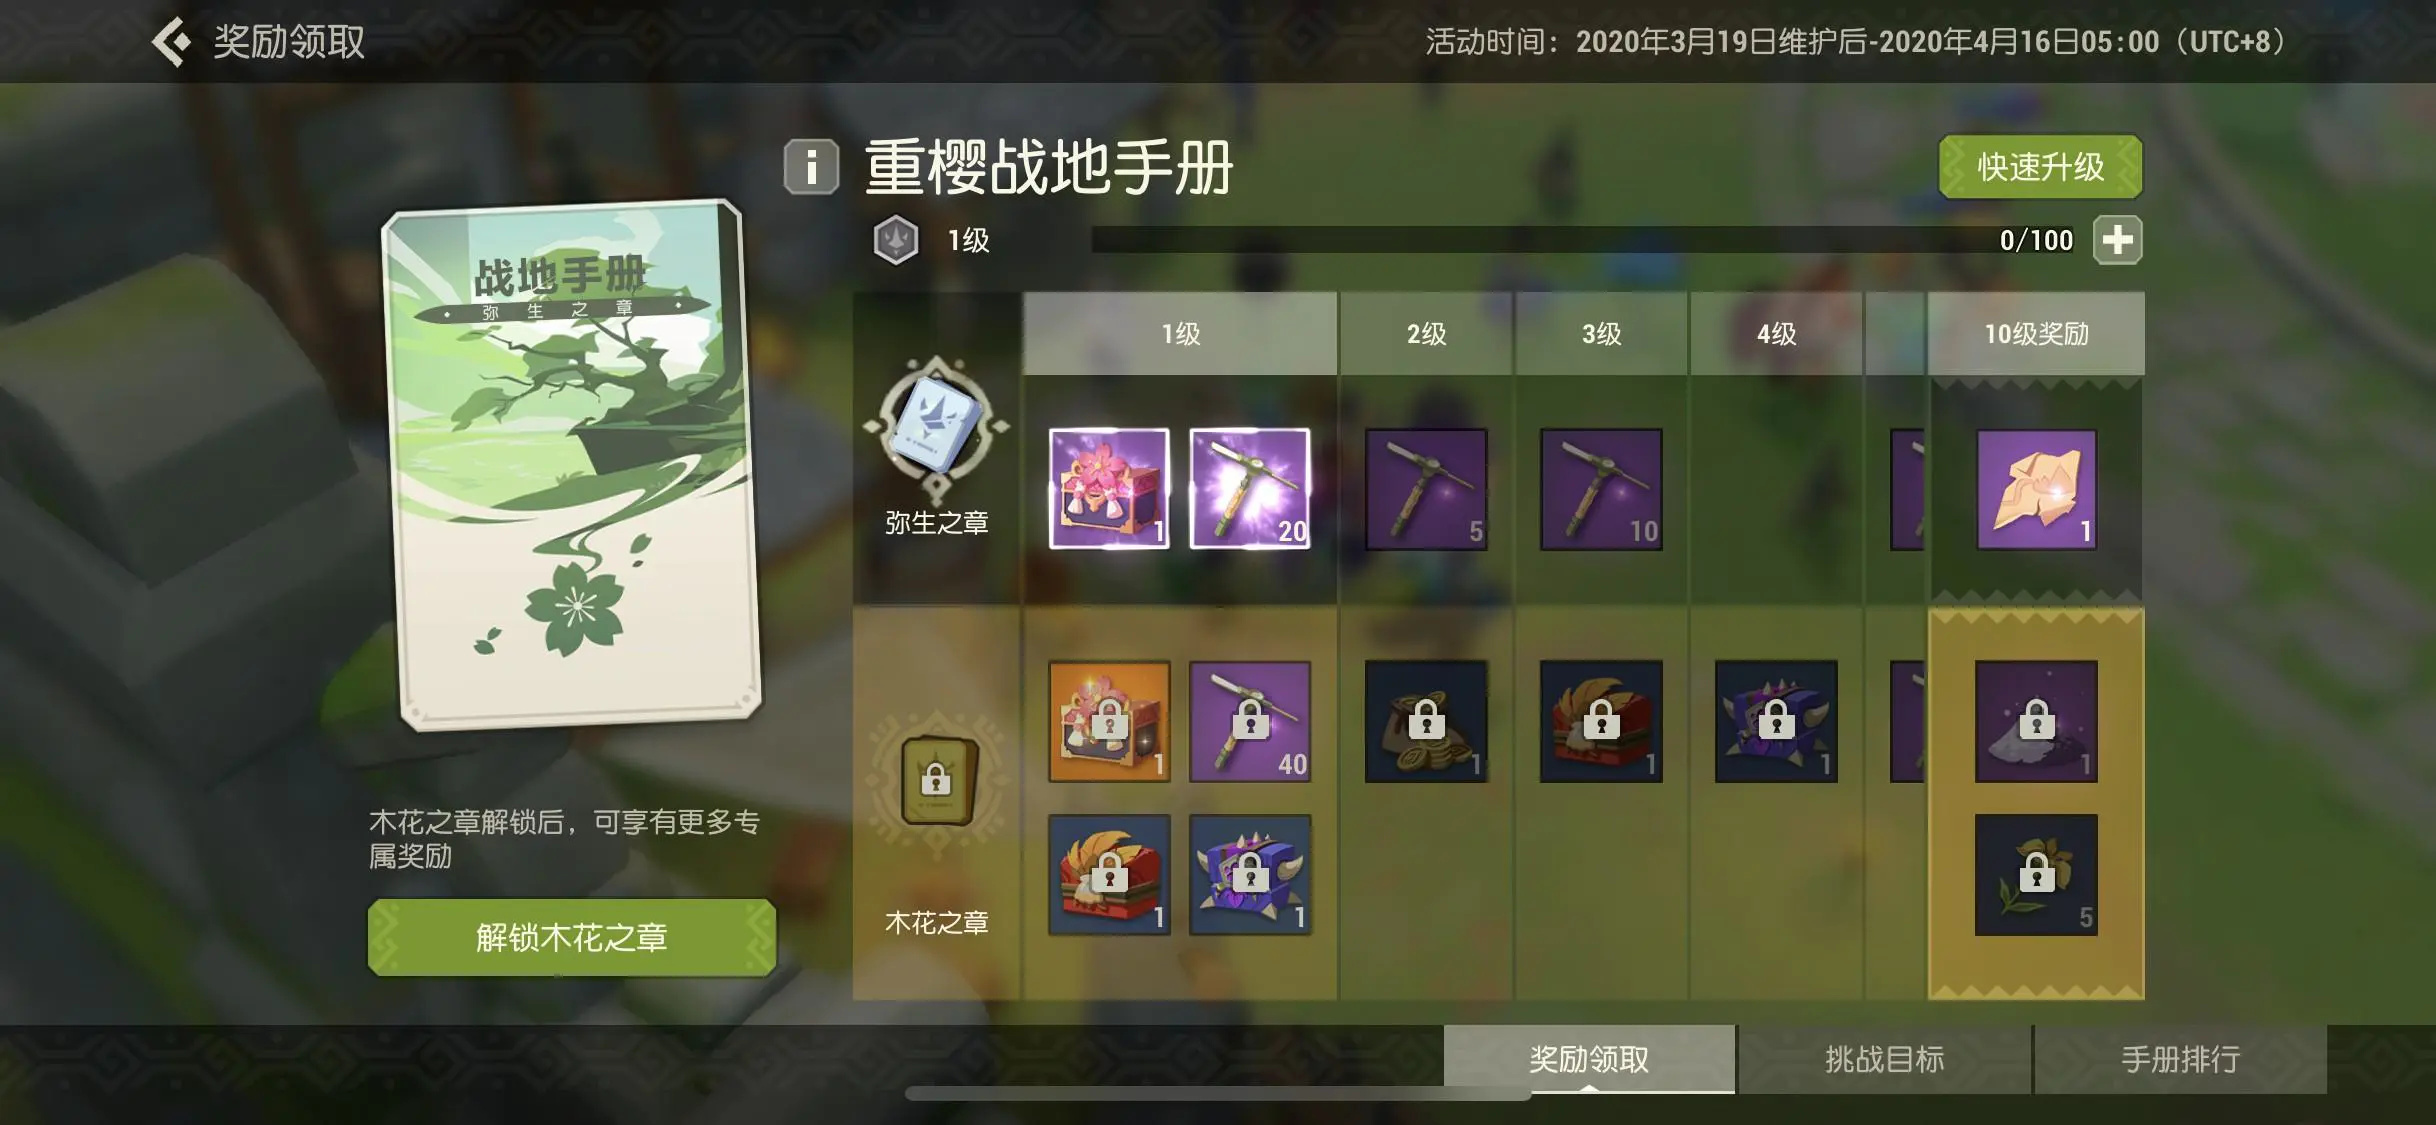 奖励领取
活动时间：2020年3月19日维护后-2020年4月16日05:00（UTC+8）
重樱战地手册
快速升级
1级
0/100
战地手册
弥生之章
1级
2级
3级
4级
10级奖励
弥生之章
1
20
5
10
1
木花之章
1
40
1
1
1
1
1
1
5
木花之章解锁后，可享有更多专
属奖励
解锁木花之章
奖励领取
挑战目标
手册排行